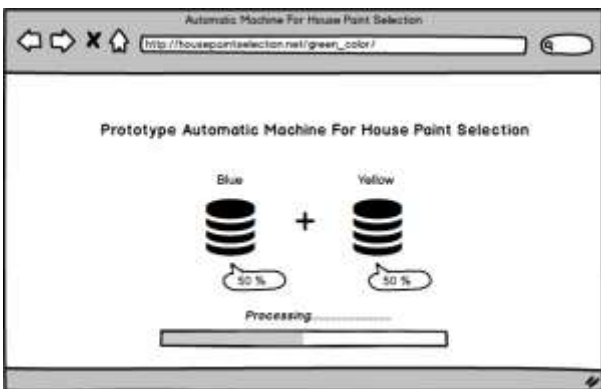 Automatic Machine For House Paint Selection
http://housepaintselection.net/green_color/
Prototype Automatic Machine For House Paint Selection
Blue
Yellow
+
50 %
50 %
Processing....................